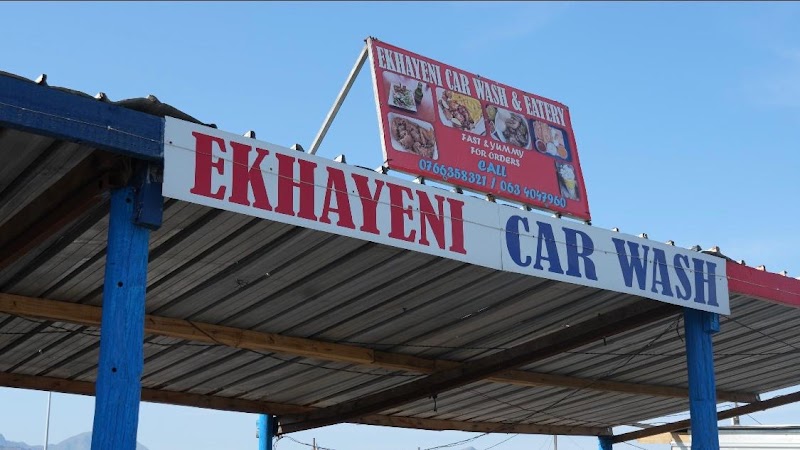 EKHAYENI CAR WASH & EATERY
FAST & YUMMY
FOR ORDERS
CALL
0766358321 / 063 4047960
EKHAYENI CAR WASH